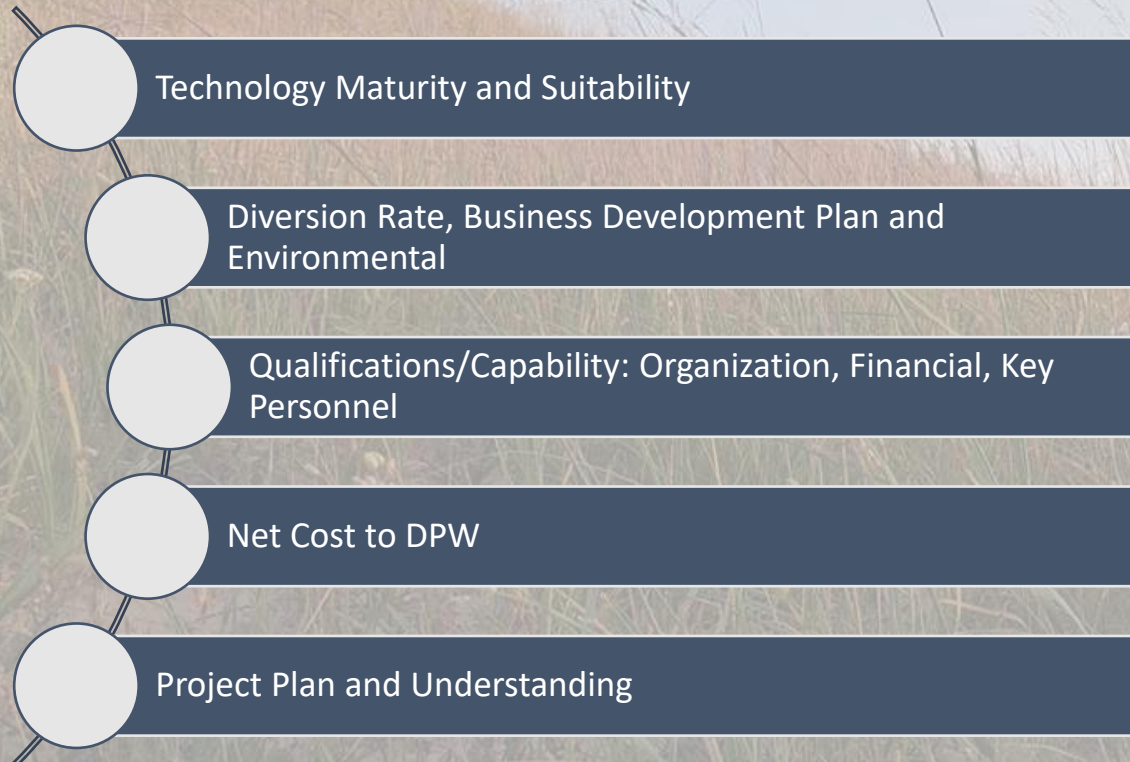 Technology Maturity and Suitability
Diversion Rate, Business Development Plan and
Environmental
Qualifications/Capability: Organization, Financial, Key
Personnel
Net Cost to DPW
Project Plan and Understanding